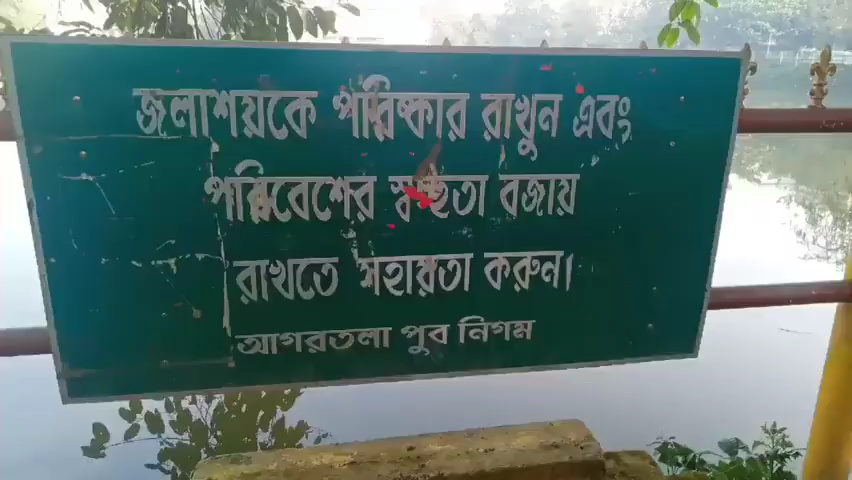 জলাশয়কে পরিষ্কার রাখুন এবং
পরিবেশের স্বচ্ছতা বজায়
রাখতে সহায়তা করুন।
আগরতলা পুর নিগম